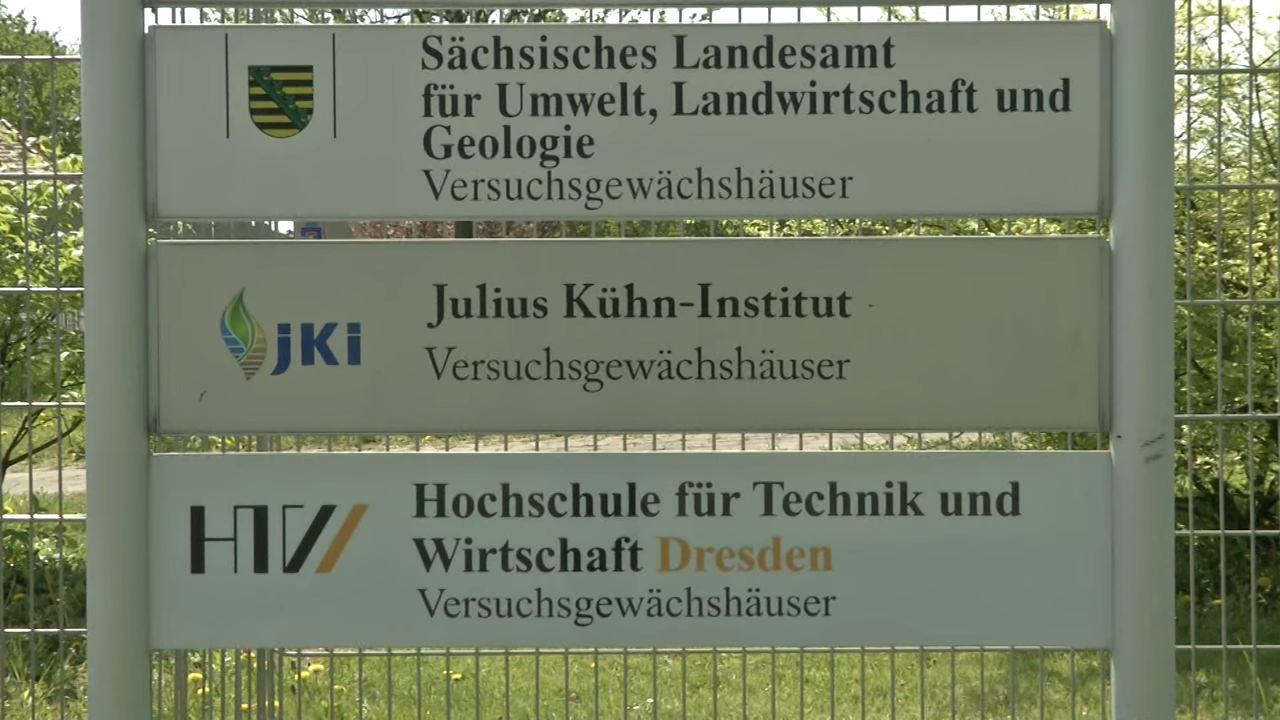 Sächsisches Landesamt
für Umwelt, Landwirtschaft und
Geologie
Versuchsgewächshäuser
jKi
Julius Kühn-Institut
Versuchsgewächshäuser
HTW
Hochschule für Technik und
Wirtschaft Dresden
Versuchsgewächshäuser